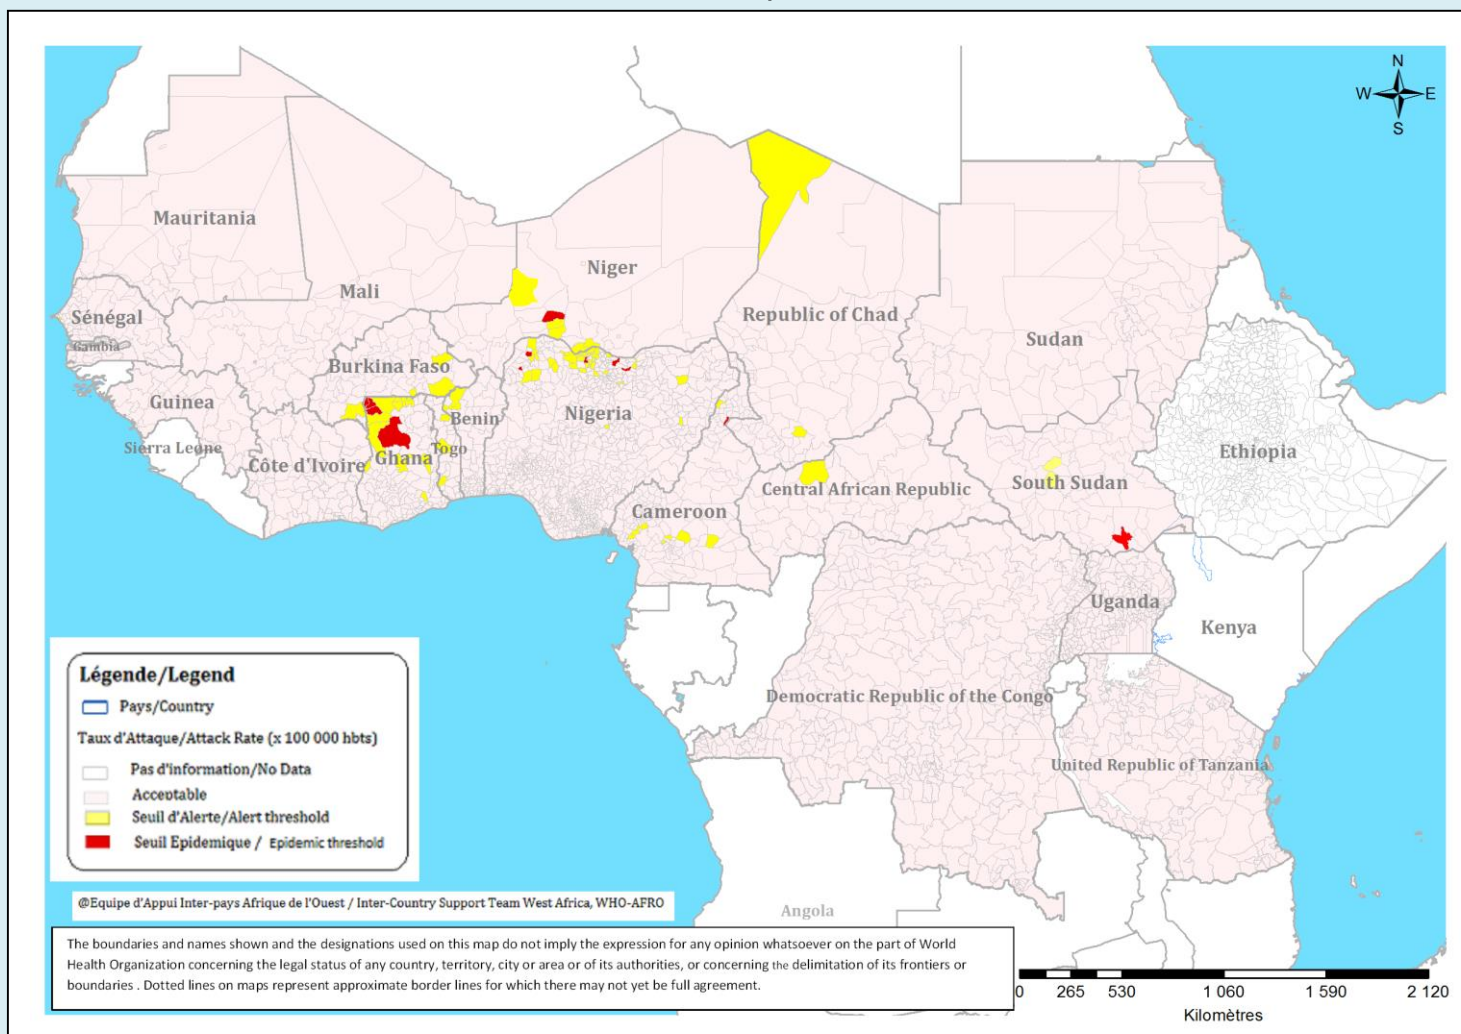 N
W E
S
Mauritania
Niger
Mali
Republic of Chad
Sénégal
Sudan
Gambia
Burkina Faso
Guinea
Nigeria
Benin
Sierra Leone
Togo
Ethiopia
Ghana
Côte d'Ivoire
South Sudan
Central African Republic
Cameroon
Uganda
Kenya
Democratic Republic of the Congo
United Republic of Tanzania
Angola
Légende/Legend
Pays/Country
Taux d'Attaque/Attack Rate (x 100 000 hbts)
Pas d'information/No Data
Acceptable
Seuil d'Alerte/Alert threshold
Seuil Epidemique / Epidemic threshold
@Equipe d'Appui Inter-pays Afrique de l'Ouest / Inter-Country Support Team West Africa, WHO-AFRO
The boundaries and names shown and the designations used on this map do not imply the expression for any opinion whatsoever on the part of World
Health Organization concerning the legal status of any country, territory, city or area or of its authorities, or concerning the delimitation of its frontiers or
boundaries . Dotted lines on maps represent approximate border lines for which there may not yet be full agreement.
0 265 530 1 060 1 590 2 120
Kilomètres